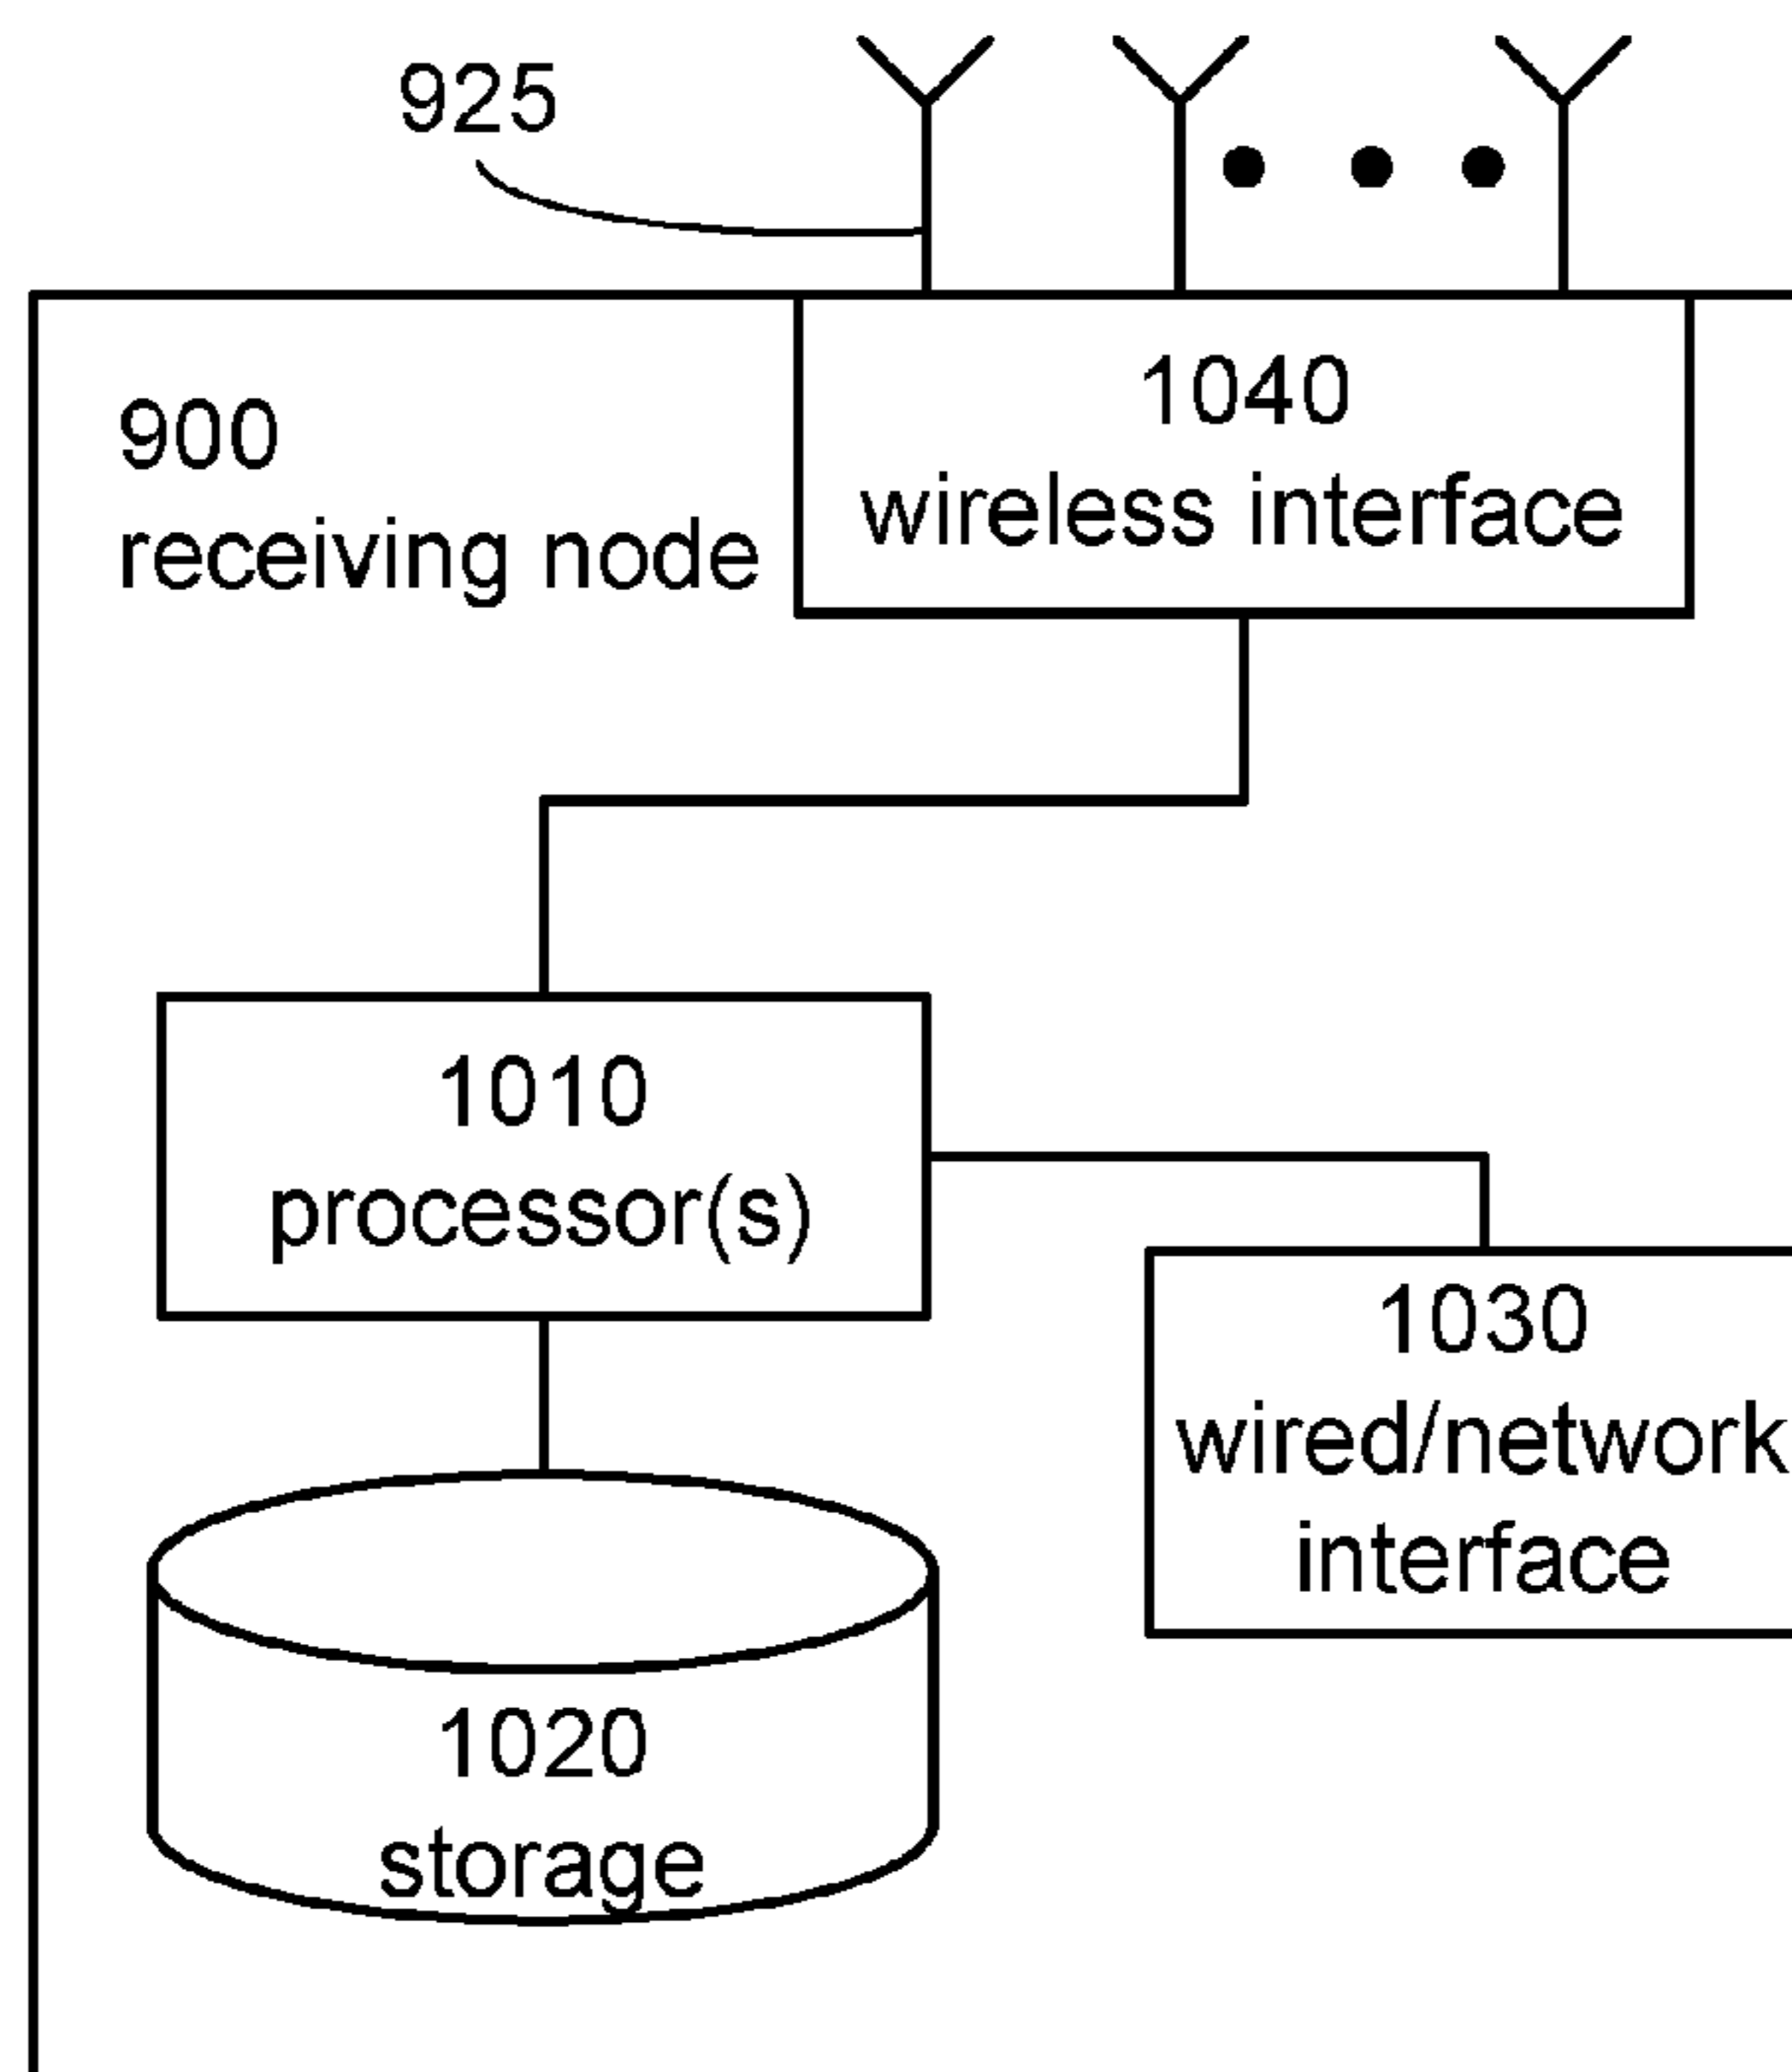 925
900
receiving node
1040
wireless interface
1010
processor(s)
1030
wired/network
interface
1020
storage